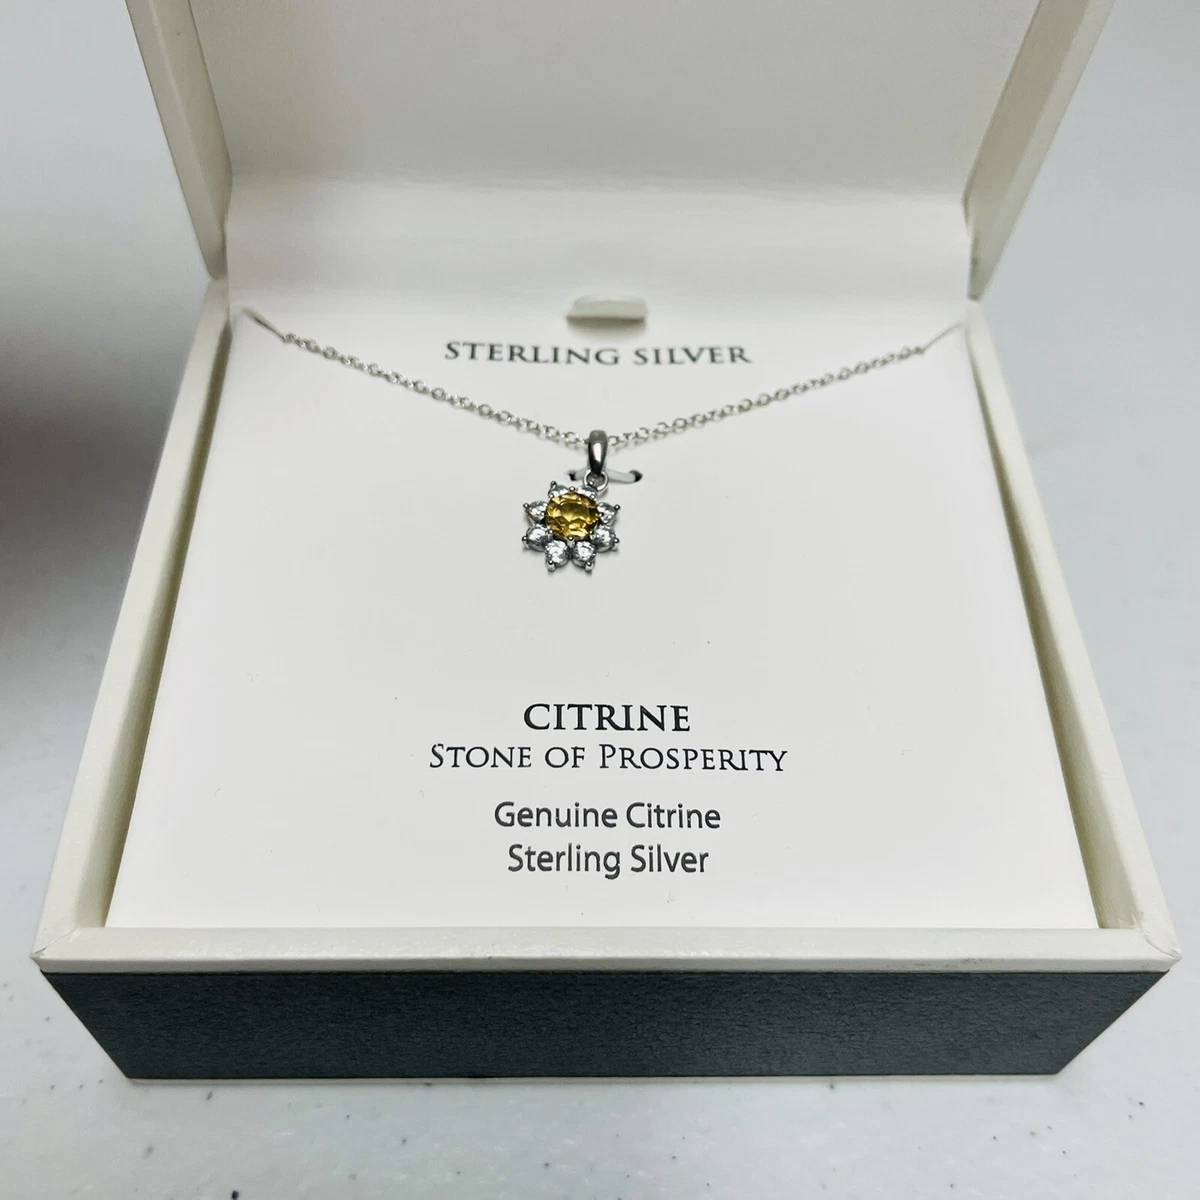 STERLING SILVER
CITRINE
STONE OF PROSPERITY
Genuine Citrine
Sterling Silver